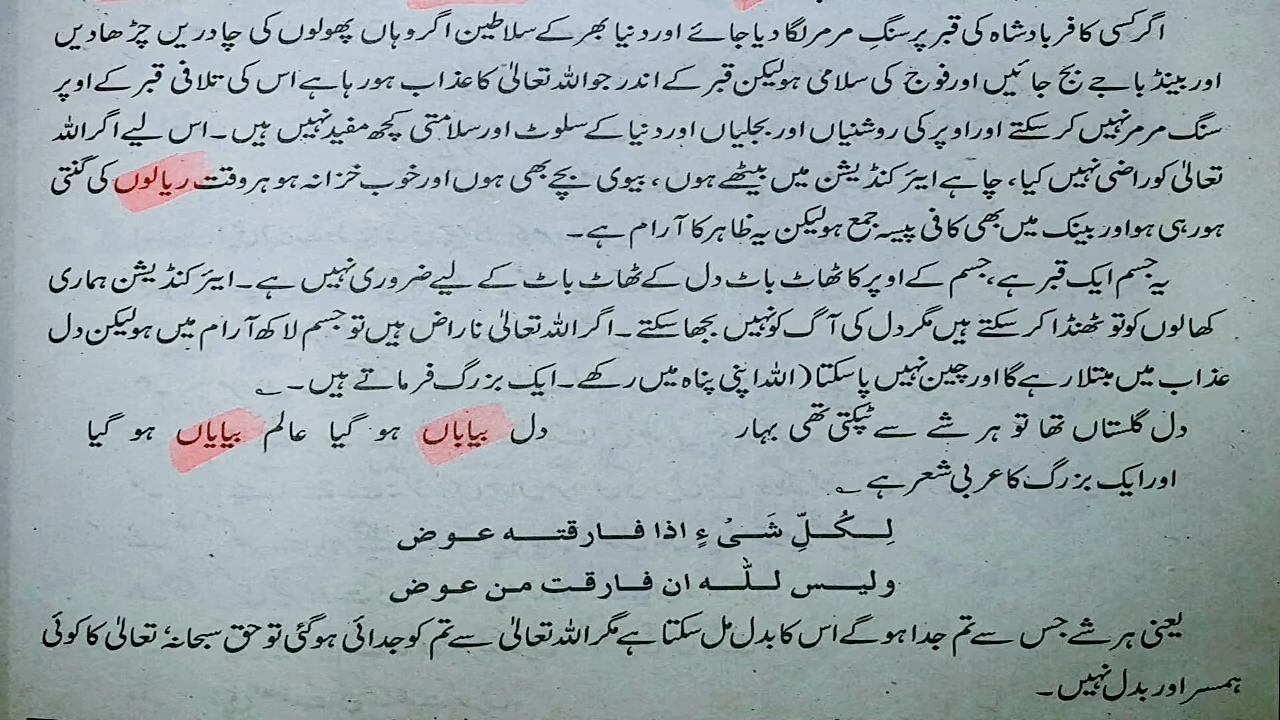 اگر کسی کافر بادشاہ کی قبر پر سنگِ مرمر لگا دیا جائے اور دنیا بھر کے سلاطین اگر وہاں پھولوں کی چادریں چڑھادیں
اور بینڈ باجے بج جائیں اور فوج کی سلامی ہو لیکن قبر کے اندر جو اللہ تعالیٰ کا عذاب ہو رہا ہے اس کی تلافی قبر کے اوپر
سنگ مرمر نہیں کر سکتے اور اوپر کی روشنیاں اور بجلیاں اور دنیا کے سلوٹ اور سلامتی کچھ مفید نہیں ہیں۔ اس لیے اگر اللہ
تعالیٰ کو راضی نہیں کیا، چاہے ایئر کنڈیشن میں بیٹھے ہوں، بیوی بچے بھی ہوں اور خوب خزانہ ہو ہر وقت ریالوں کی گنتی
ہو رہی ہو اور بینک میں بھی کافی پیسہ جمع ہو لیکن یہ ظاہر کا آرام ہے۔
یہ جسم ایک قبر ہے، جسم کے اوپر کا ٹھاٹ باٹ دل کے ٹھاٹ باٹ کے لیے ضروری نہیں ہے۔ ایئر کنڈیشن ہماری
کھالوں کو تو ٹھنڈا کر سکتے ہیں مگر دل کی آگ کو نہیں بجھا سکتے۔ اگر اللہ تعالیٰ ناراض ہیں تو جسم لاکھ آرام میں ہو لیکن دل
عذاب میں مبتلا رہے گا اور چین نہیں پا سکتا (اللہ اپنی پناہ میں رکھے۔ ایک بزرگ فرماتے ہیں۔ ؎
دل گلستاں تھا تو ہر شے سے ٹپکتی تھی بہار دل بیاباں ہو گیا عالم بیایاں ہو گیا
اور ایک بزرگ کا عربی شعر ہے ؎
لِکُلِّ شَیْ ءٍ اذا فارقته عوض
ولیس للّٰه ان فارقت من عوض
یعنی ہر شے جس سے تم جدا ہو گے اس کا بدل مل سکتا ہے مگر اللہ تعالیٰ سے تم کو جدائی ہو گئی تو حق سبحانہٗ تعالیٰ کا کوئی
ہمسر اور بدل نہیں۔